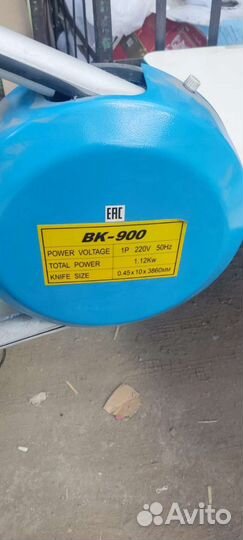 EAC
BK-900
POWER VOLTAGE 1P 220V 50Hz
TOTAL POWER 1.12Kw
KNIFE SIZE 0.45x10x3860мм
Avito